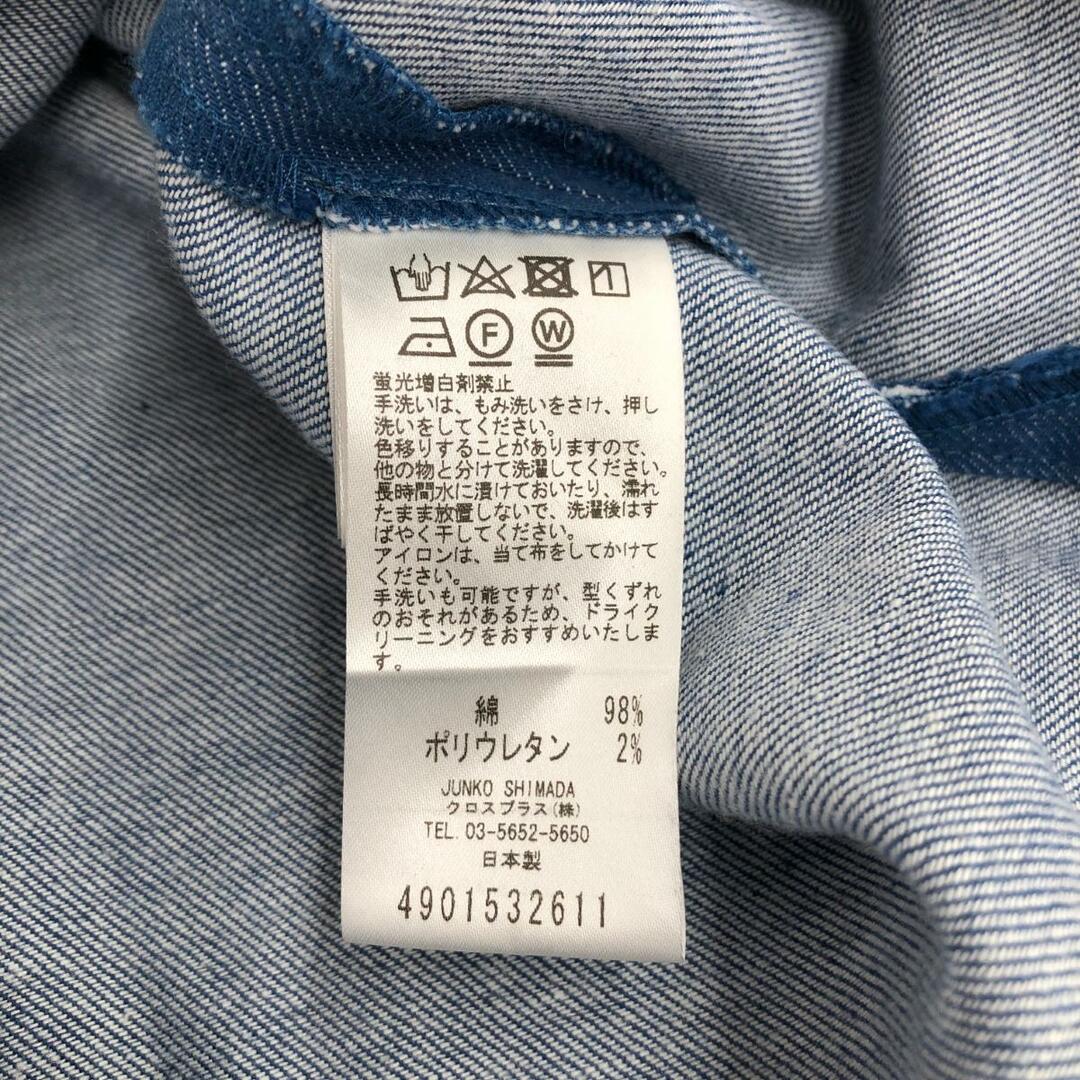 F W
蛍光増白剤禁止
手洗いは、もみ洗いをさけ、押し
洗いをしてください。
色移りすることがありますので、
他の物と分けて洗濯してください。
長時間水に漬けておいたり、濡れ
たまま放置しないで、洗濯後はす
ばやく干してください。
アイロンは、当て布をしてかけて
ください。
手洗いも可能ですが、型くずれ
のおそれがあるため、ドライク
リーニングをおすすめいたしま
す。
綿 98%
ポリウレタン 2%
JUNKO SHIMADA
クロスプラス(株)
TEL.03-5652-5650
日本製
4901532611